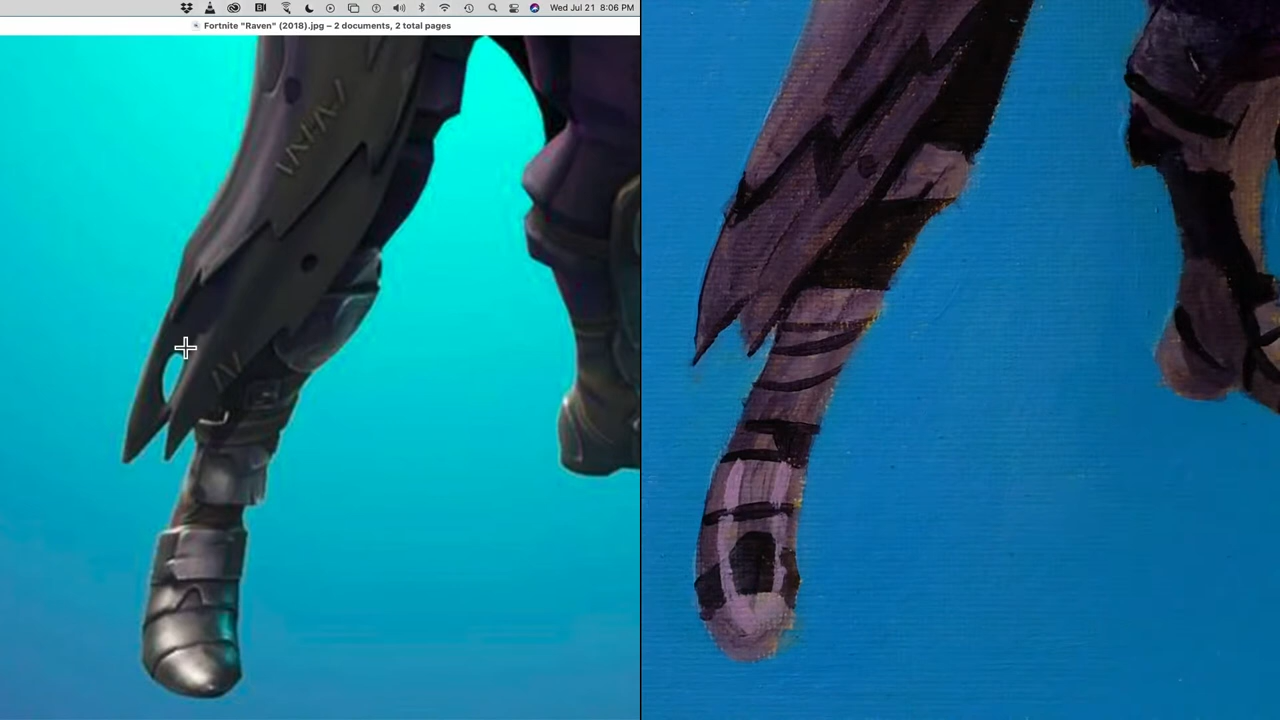 Wed Jul 21 8:06 PM
Fortnite "Raven" (2018).jpg – 2 documents, 2 total pages